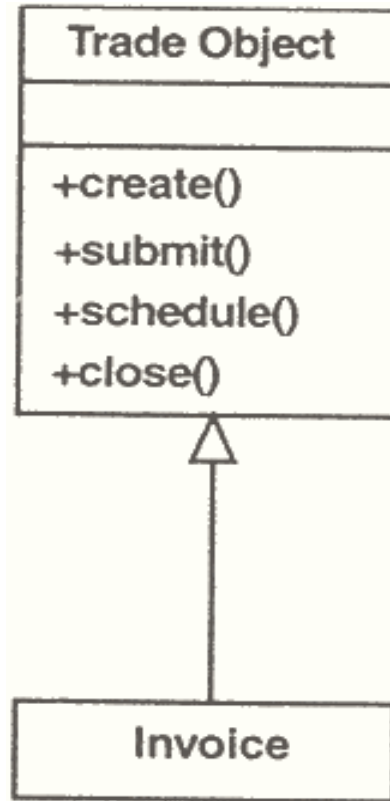 Trade Object
+create()
+submit()
+schedule()
+close()
Invoice